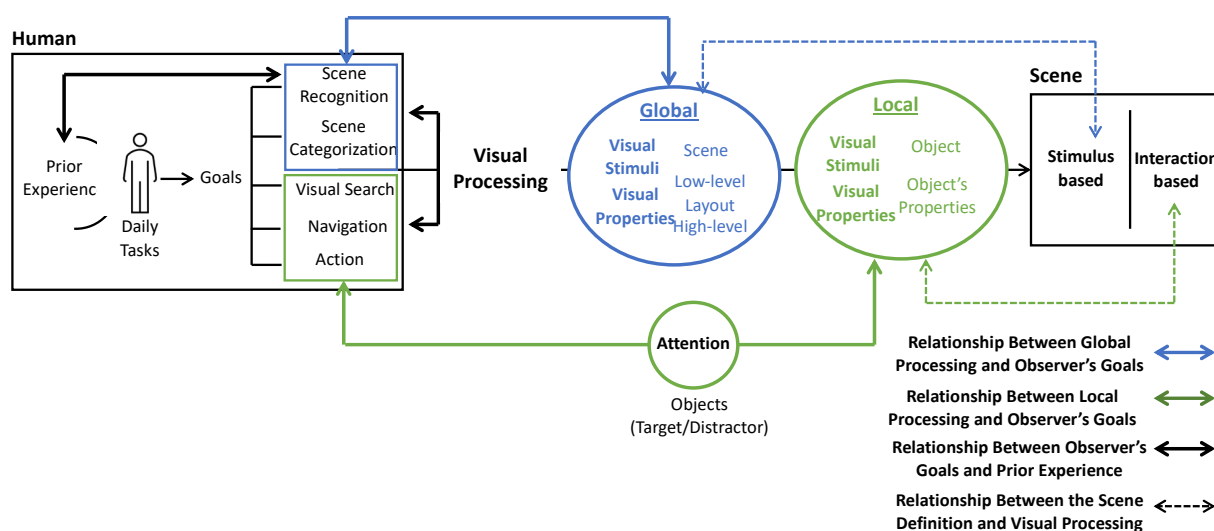 Human
Scene
Recognition
Scene
Categorization
Prior
Experienc
Daily
Tasks
Goals
Visual Search
Navigation
Action
Visual
Processing
Global
Visual
Stimuli
Visual
Properties
Scene
Low-level
Layout
High-level
Local
Visual
Stimuli
Visual
Properties
Object
Object's
Properties
Scene
Stimulus
based
Interaction
based
Attention
Objects
(Target/Distractor)
Relationship Between Global
Processing and Observer's Goals
Relationship Between Local
Processing and Observer's Goals
Relationship Between Observer's
Goals and Prior Experience
Relationship Between the Scene
Definition and Visual Processing